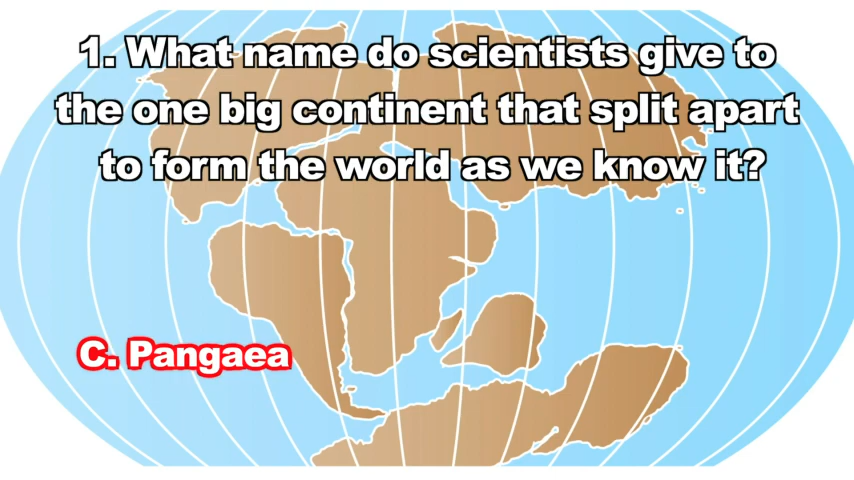 1. What name do scientists give to
the one big continent that split apart
to form the world as we know it?
C. Pangaea